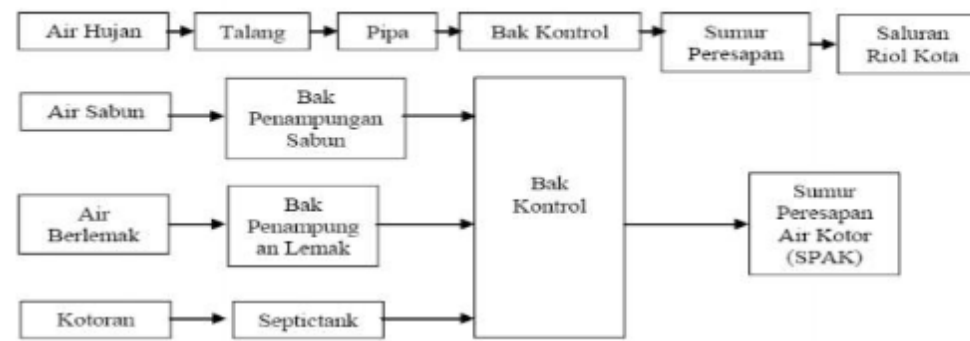 Air Hujan
Talang
Pipa
Bak Kontrol
Sumur
Peresapan
Saluran
Riol Kota
Air Sabun
Bak
Penampungan
Sabun
Bak
Kontrol
Air
Berlemak
Bak
Penampung
an Lemak
Sumur
Peresapan
Air Kotor
(SPAK)
Kotoran
Septictank